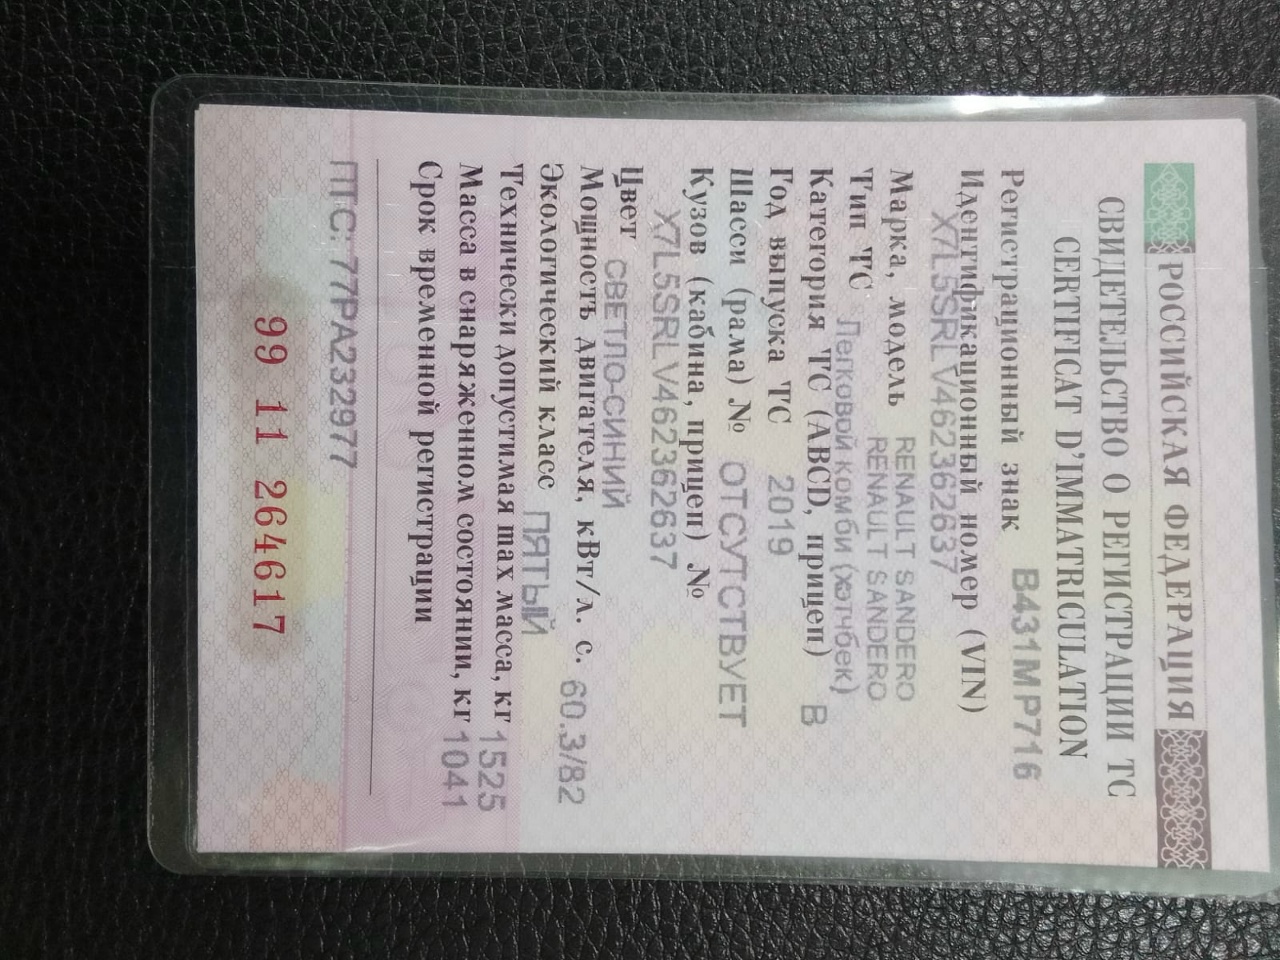 РОССИЙСКАЯ ФЕДЕРАЦИЯ
СВИДЕТЕЛЬСТВО О РЕГИСТРАЦИИ ТС
CERTIFICAT D'IMMATRICULATION
Регистрационный знак В431МР716
Идентификационный номер (VIN)
X7L5SRLV462362637
Марка, модель RENAULT SANDERO
RENAULT SANDERO
Тип ТС Легковой комби (хэтчбек)
Категория ТС (ABCD, прицеп) В
Год выпуска ТС 2019
Шасси (рама) № ОТСУТСТВУЕТ
Кузов (кабина, прицеп) №
X7L5SRLV462362637
Цвет СВЕТЛО-СИНИЙ
Мощность двигателя, кВт/л. с. 60.3/82
Экологический класс ПЯТЫЙ
Технически допустимая max масса, кг 1525
Масса в снаряженном состоянии, кг 1041
Срок временной регистрации
ПТС: 77РА232977
99 11 264617